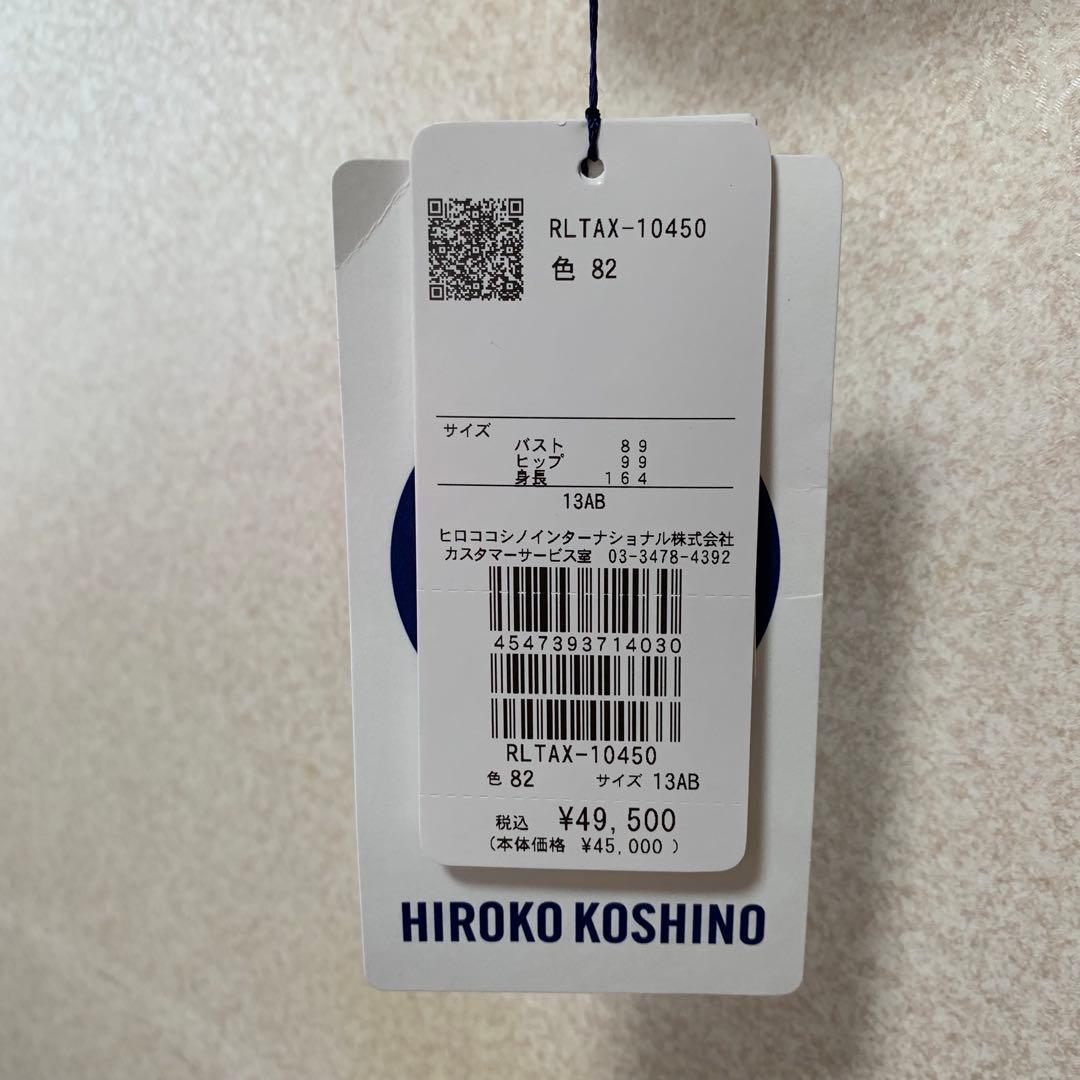 RLTAX-10450
色 82
サイズ
バスト 89
ヒップ 99
身長 164
13AB
ヒロココシノインターナショナル株式会社
カスタマーサービス室 03-3478-4392
4547393714030
RLTAX-10450
色 82 サイズ 13AB
税込 ¥49,500
(本体価格 ¥45,000 )
HIROKO KOSHINO